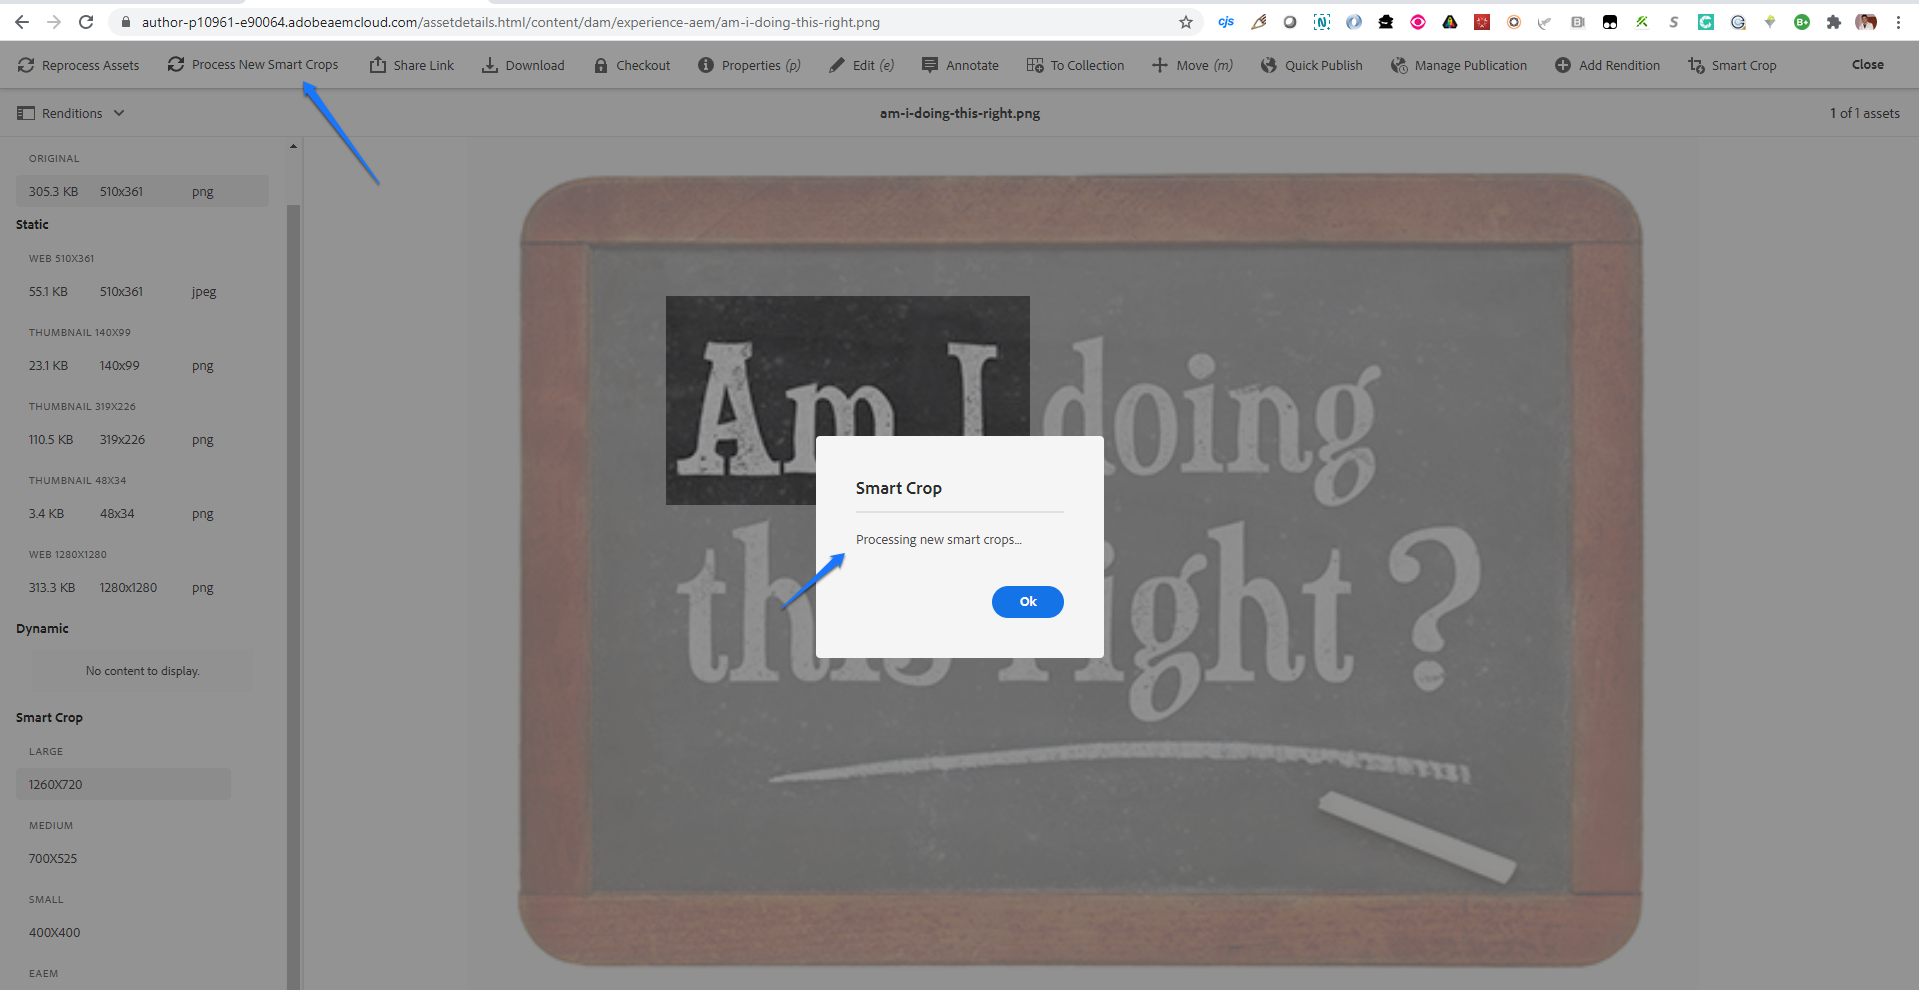 author-p10961-e90064.adobeaemcloud.com/assetdetails.html/content/dam/experience-aem/am-i-doing-this-right.png
Reprocess Assets Process New Smart Crops Share Link Download Checkout Properties (p) Edit (e) Annotate To Collection Move (m) Quick Publish Manage Publication Add Rendition Smart Crop Close
Renditions am-i-doing-this-right.png 1 of 1 assets
ORIGINAL
305.3 KB 510x361 png
Static
WEB 510X361
55.1 KB 510x361 jpeg
THUMBNAIL 140X99
23.1 KB 140x99 png
THUMBNAIL 319X226
110.5 KB 319x226 png
THUMBNAIL 48X34
3.4 KB 48x34 png
WEB 1280X1280
313.3 KB 1280x1280 png
Dynamic
No content to display.
Smart Crop
LARGE
1260X720
MEDIUM
700X525
SMALL
400X400
EAEM
Am I doing
this right ?
Smart Crop
Processing new smart crops...
Ok